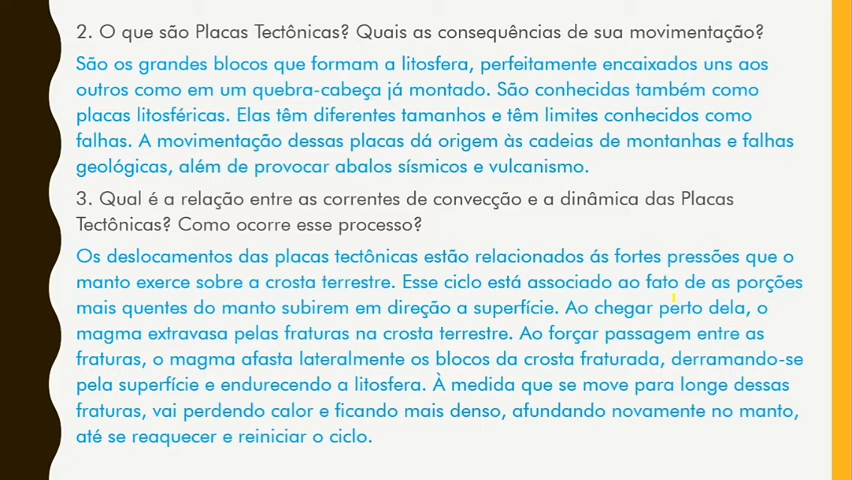 2. O que são Placas Tectônicas? Quais as consequências de sua movimentação?
São os grandes blocos que formam a litosfera, perfeitamente encaixados uns aos
outros como em um quebra-cabeça já montado. São conhecidas também como
placas litosféricas. Elas têm diferentes tamanhos e têm limites conhecidos como
falhas. A movimentação dessas placas dá origem às cadeias de montanhas e falhas
geológicas, além de provocar abalos sísmicos e vulcanismo.
3. Qual é a relação entre as correntes de convecção e a dinâmica das Placas
Tectônicas? Como ocorre esse processo?
Os deslocamentos das placas tectônicas estão relacionados ás fortes pressões que o
manto exerce sobre a crosta terrestre. Esse ciclo está associado ao fato de as porções
mais quentes do manto subirem em direção a superfície. Ao chegar perto dela, o
magma extravasa pelas fraturas na crosta terrestre. Ao forçar passagem entre as
fraturas, o magma afasta lateralmente os blocos da crosta fraturada, derramando-se
pela superfície e endurecendo a litosfera. À medida que se move para longe dessas
fraturas, vai perdendo calor e ficando mais denso, afundando novamente no manto,
até se reaquecer e reiniciar o ciclo.